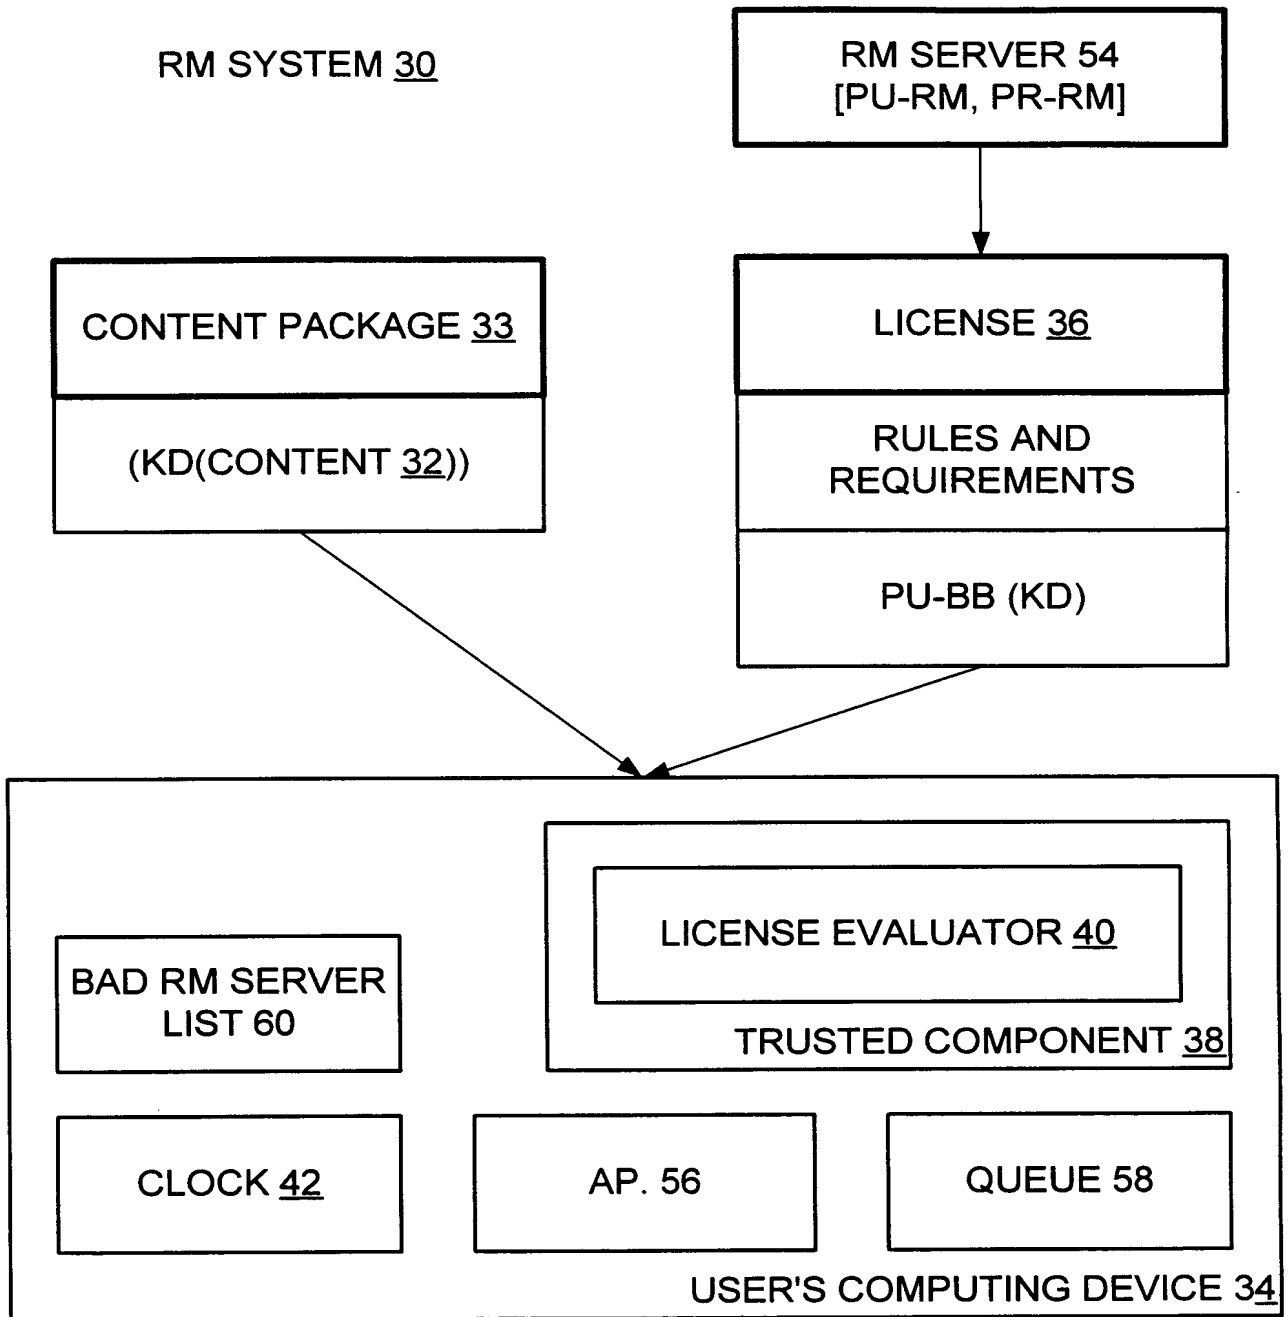 RM SYSTEM 30
RM SERVER 54
[PU-RM, PR-RM]
CONTENT PACKAGE 33
(KD(CONTENT 32))
LICENSE 36
RULES AND
REQUIREMENTS
PU-BB (KD)
LICENSE EVALUATOR 40
TRUSTED COMPONENT 38
BAD RM SERVER
LIST 60
CLOCK 42
AP. 56
QUEUE 58
USER'S COMPUTING DEVICE 34